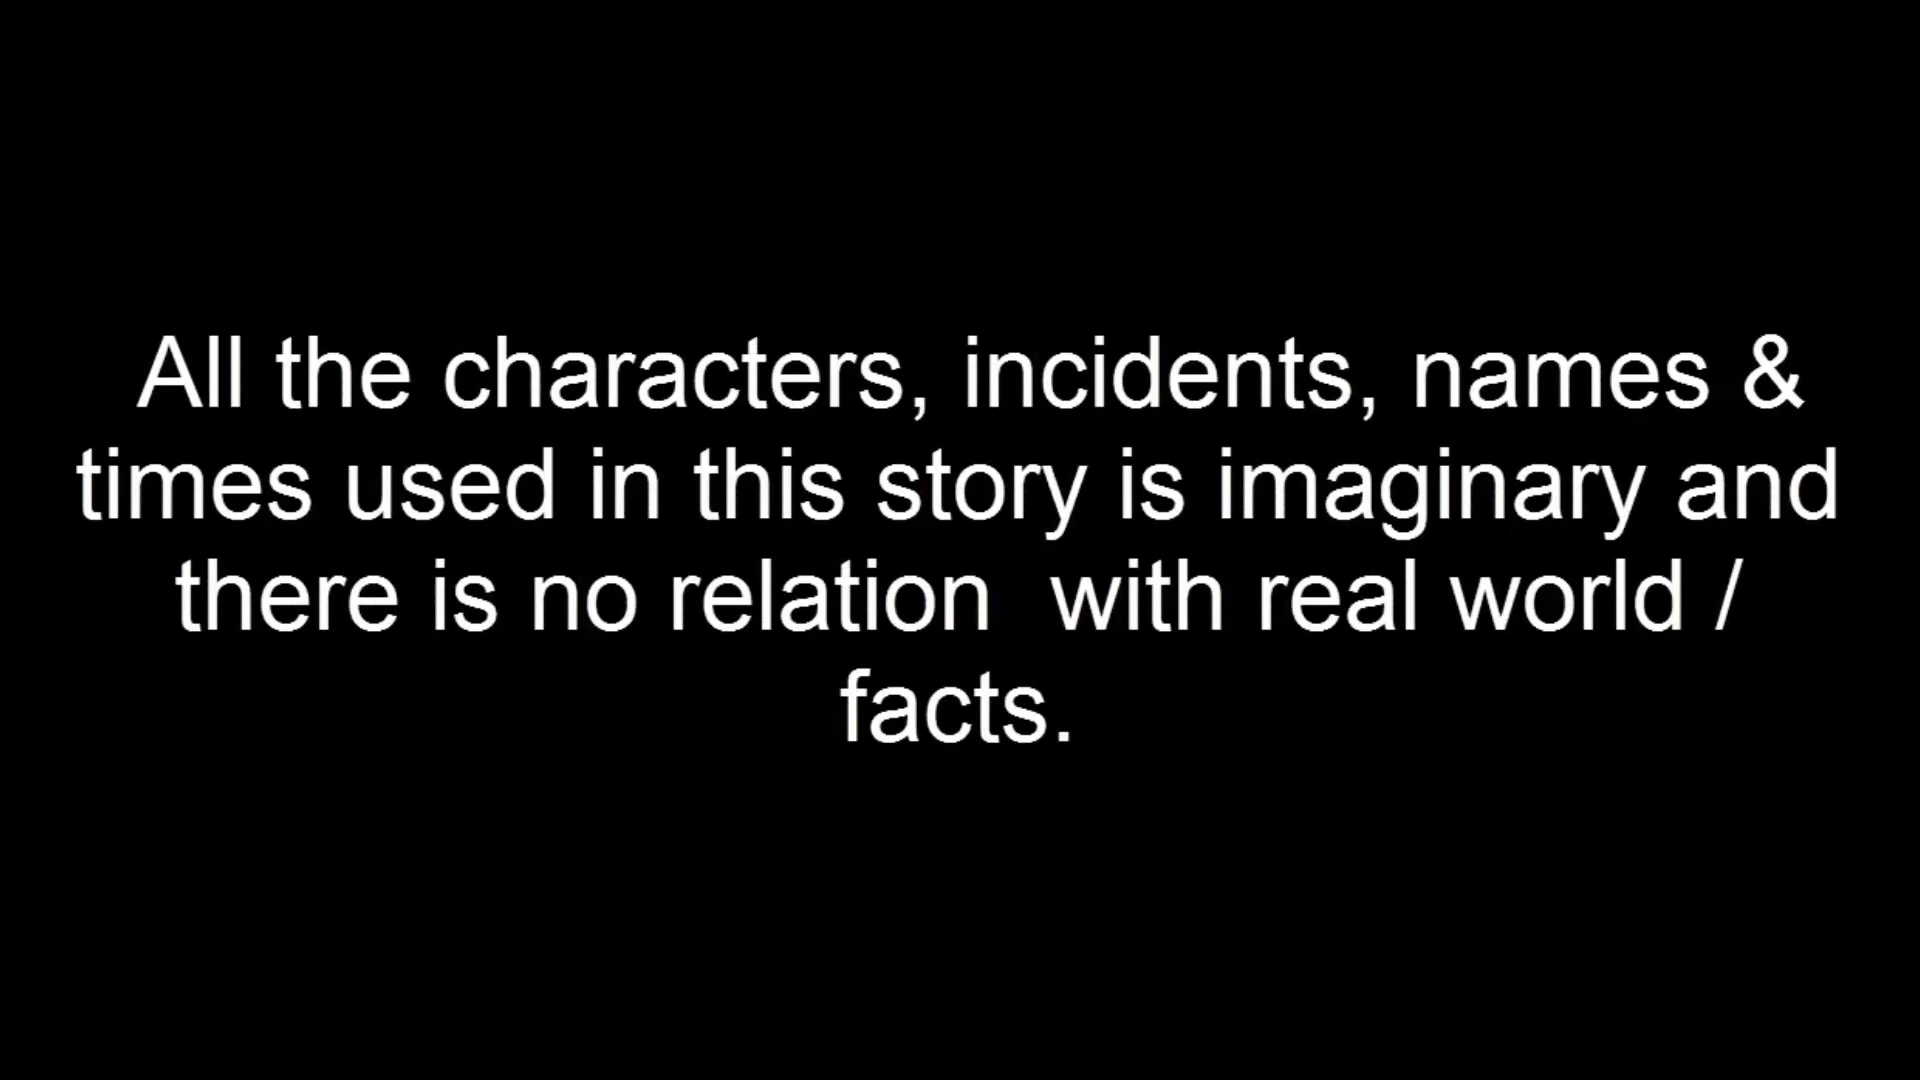 All the characters, incidents, names &
times used in this story is imaginary and
there is no relation  with real world /
facts.